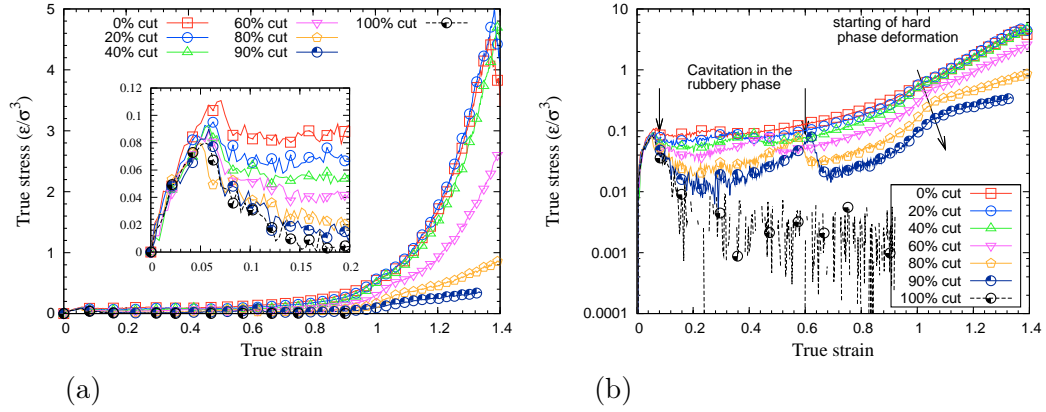 0% cut
20% cut
40% cut
60% cut
80% cut
90% cut
100% cut
True stress (ε/σ³)
5
4
3
2
1
0
0 0.2 0.4 0.6 0.8 1 1.2 1.4
True strain
0.12
0.1
0.08
0.06
0.04
0.02
0
0 0.05 0.1 0.15 0.2
(a)
True stress (ε/σ³)
10
1
0.1
0.01
0.001
0.0001
0 0.2 0.4 0.6 0.8 1 1.2 1.4
True strain
starting of hard
phase deformation
Cavitation in the
rubbery phase
0% cut
20% cut
40% cut
60% cut
80% cut
90% cut
100% cut
(b)